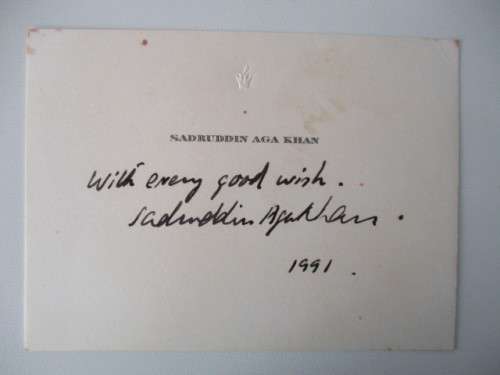 SADRUDDIN AGA KHAN
With every good wish.
Sadruddin Aga Khan.
1991.